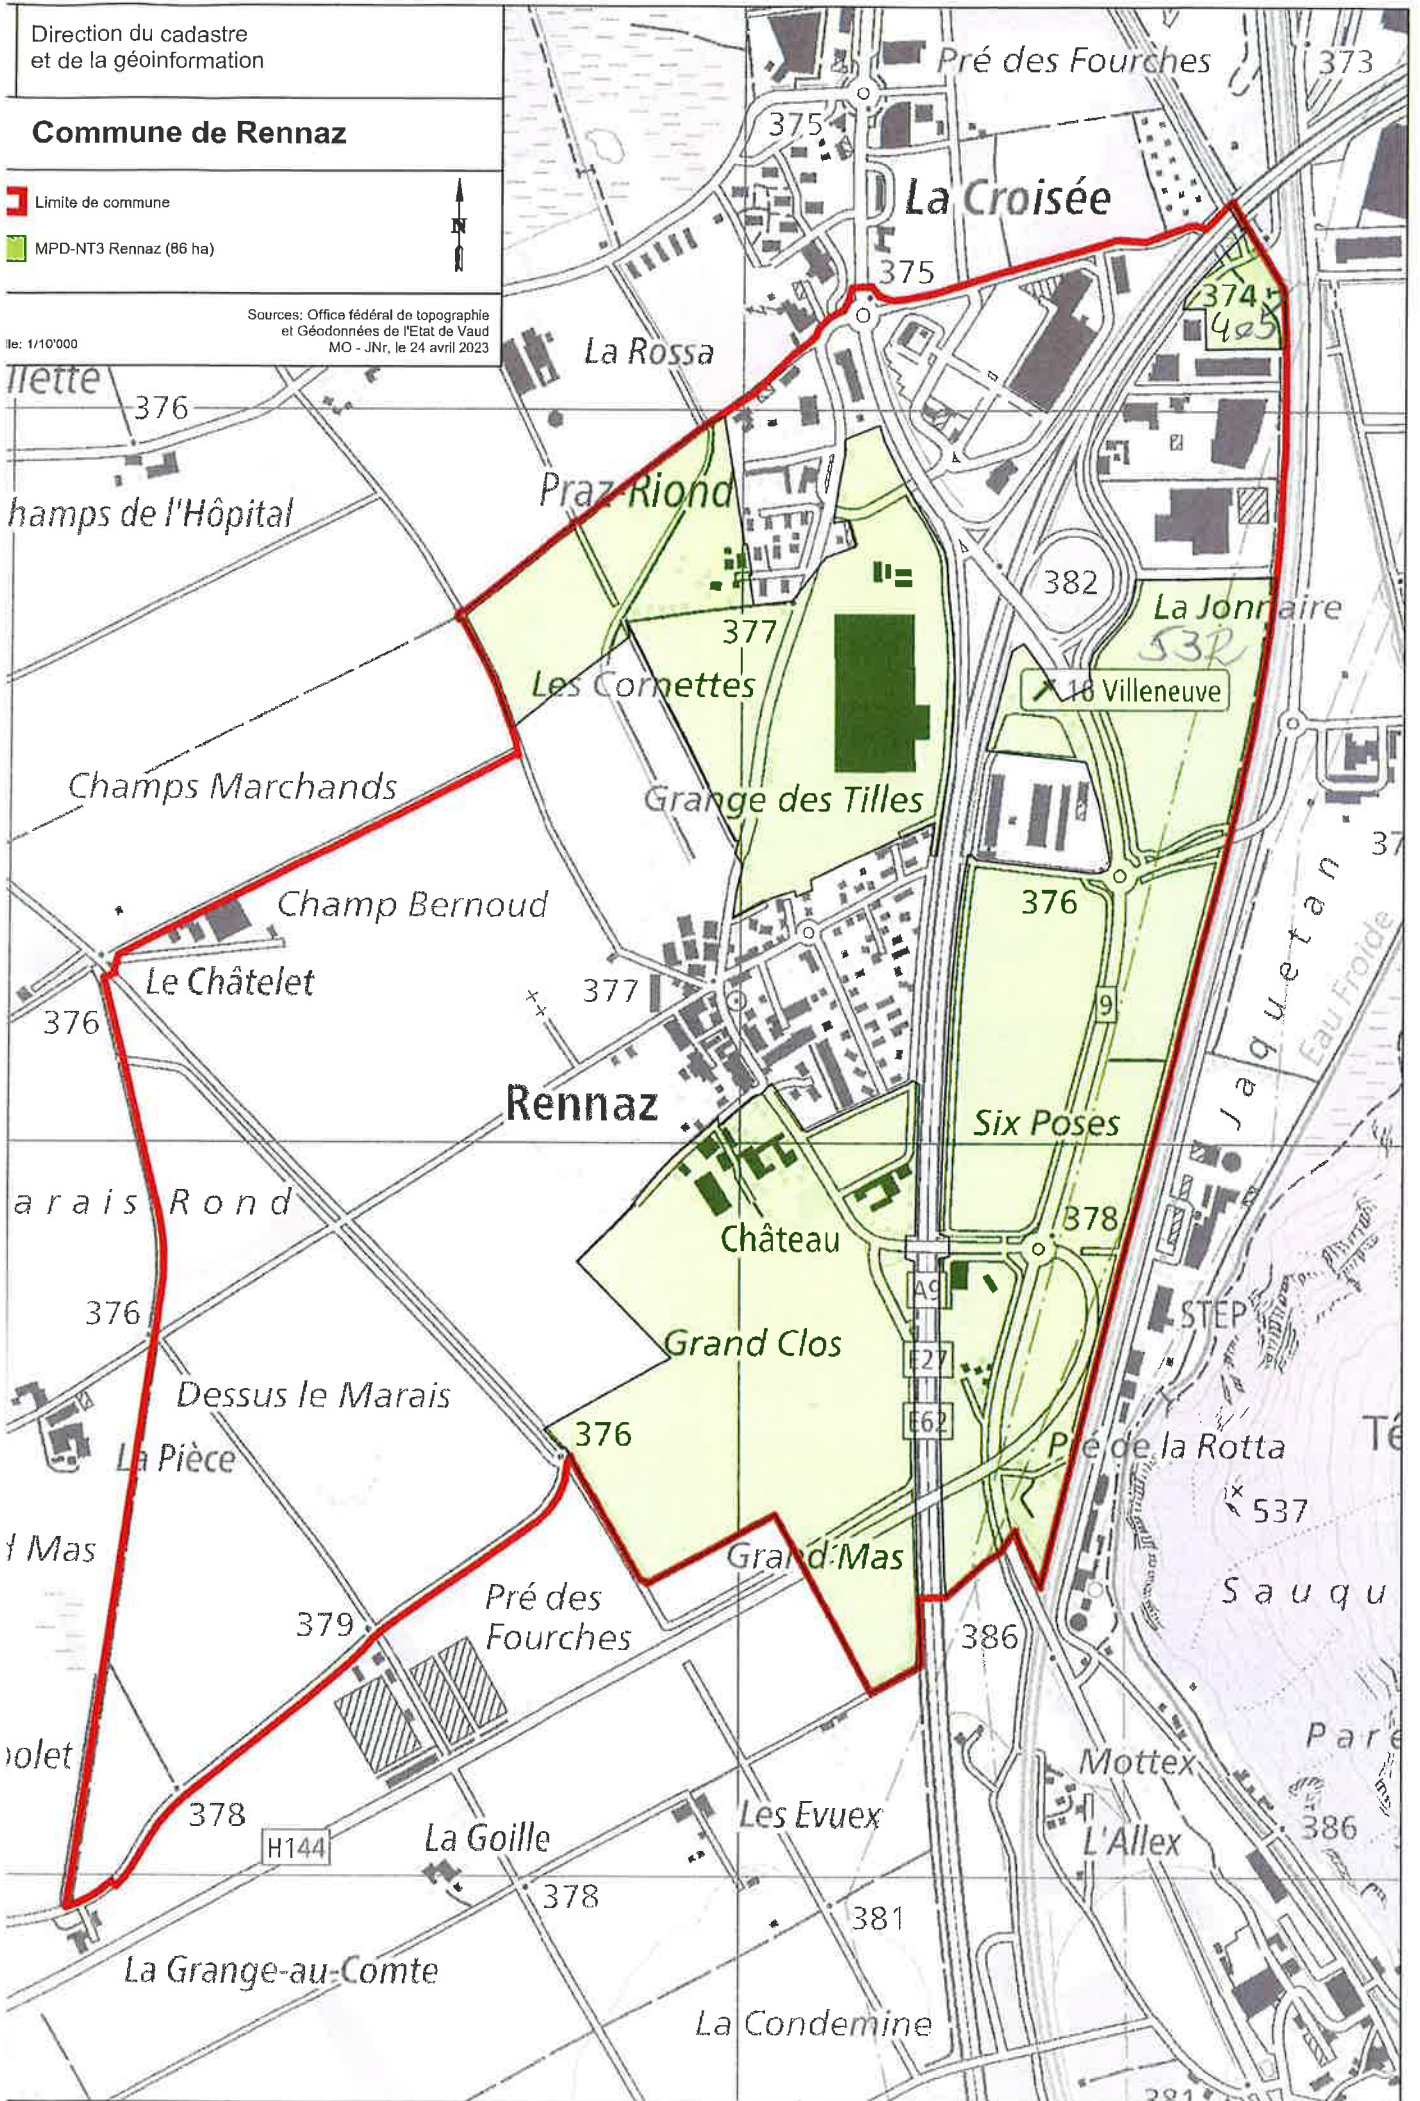 Direction du cadastre
et de la géoinformation
Commune de Rennaz
Limite de commune
N
MPD-NT3 Rennaz (86 ha)
Sources: Office fédéral de topographie
et Géodonnées de l'Etat de Vaud
MO - JNr, le 24 avril 2023
lle: 1/10'000
Pré des Fourches
373
375
La Croisée
375
374
405
La Rossa
llette
376
Praz-Riond
hamps de l'Hôpital
382
La Jonnaire
532
377
Les Cornettes
16 Villeneuve
Champs Marchands
Grange des Tilles
37
376
Champ Bernoud
Le Châtelet
377
376
9
Jaquetan
Eau Froide
Rennaz
Six Poses
arais Rond
378
Château
A9
376
STEP
Grand Clos
E27
Dessus le Marais
E62
376
La Pièce
Pré de la Rotta
Tê
537
d Mas
Grand Mas
Sauqu
Pré des
Fourches
379
386
Pare
olet
Mottex
378
Les Evuex
386
H144
La Goille
L'Allex
378
381
La Grange-au-Comte
La Condemine
381